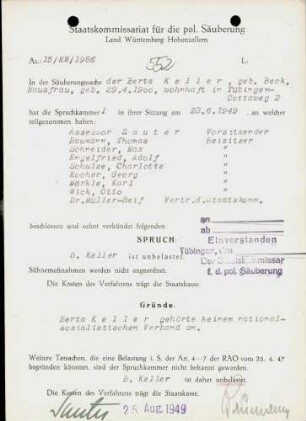 Staatskommissariat für die pol. Säuberung
Land Württemberg Hohenzollern
Az. 15/KW/1986
552
L:
In der Säuberungssache der Berta Keller, geb. Beck,
Hausfrau, geb. 29.4.1900, wohnhaft in Tübingen-
hat die Spruchkammer I in ihrer Sitzung am 23.6.1949 an welcher
teilgenommen haben:
Assessor Sauter Vorsitzender
Baumann, Thomas Beisitzer
Schneider, Max "
Engelfried, Adolf "
Schulze, Charlotte "
Kocher, Georg "
Märkle, Karl "
Wick, Otto "
Dr. Müller-Reif Vertr.d.Staatskomm.
beschlossen und sofort verkündet folgenden
an
ab
SPRUCH:
Einverstanden
Tübingen, den
B. Keller ist unbelastet.
Der Staatskommissar
f. d. pol. Säuberung
Sühnemaßnahmen werden nicht angeordnet.
Die Kosten des Verfahrens trägt die Staatskasse.
Gründe:
Berta Keller gehörte keinem national-
sozialistischen Verband an.
Weitere Tatsachen, die eine Belastung i. S. der Art. 4—7 der RAO vom 25. 4. 47
begründen könnten, sind der Spruchkammer nicht bekannt geworden.
B. Keller ist daher unbelastet.
Die Kosten des Verfahrens trägt die Staatskasse.
Sauter
25 Aug 1949